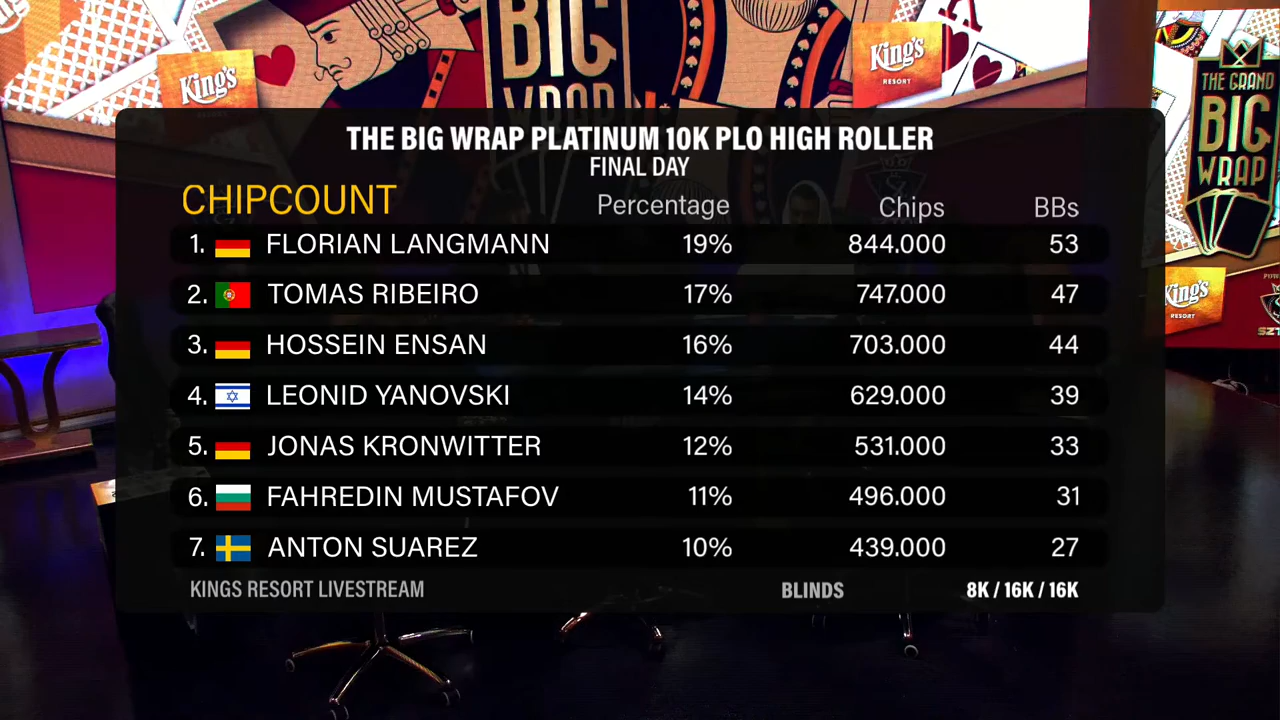 King's
BIG
WRAP
King's
RESORT
A
THE GRAND
BIG
WRAP
THE BIG WRAP PLATINUM 10K PLO HIGH ROLLER
FINAL DAY
CHIPCOUNT Percentage Chips BBs
1. FLORIAN LANGMANN 19% 844.000 53
2. TOMAS RIBEIRO 17% 747.000 47
3. HOSSEIN ENSAN 16% 703.000 44
4. LEONID YANOVSKI 14% 629.000 39
5. JONAS KRONWITTER 12% 531.000 33
6. FAHREDIN MUSTAFOV 11% 496.000 31
7. ANTON SUAREZ 10% 439.000 27
KINGS RESORT LIVESTREAM BLINDS 8K / 16K / 16K
King's
RESORT